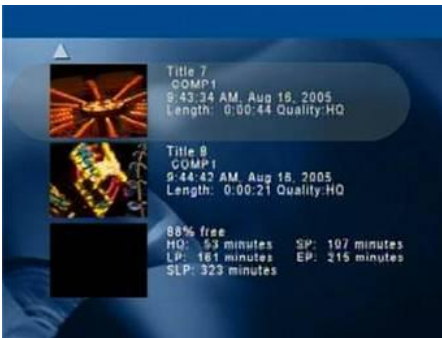 Title 7
COMP1
9:43:34 AM, Aug 16, 2005
Length: 0:00:44 Quality:HQ
Title 8
COMP1
9:44:42 AM, Aug 16, 2005
Length: 0:00:21 Quality:HQ
88% free
HQ: 53 minutes SP: 107 minutes
LP: 161 minutes EP: 215 minutes
SLP: 323 minutes